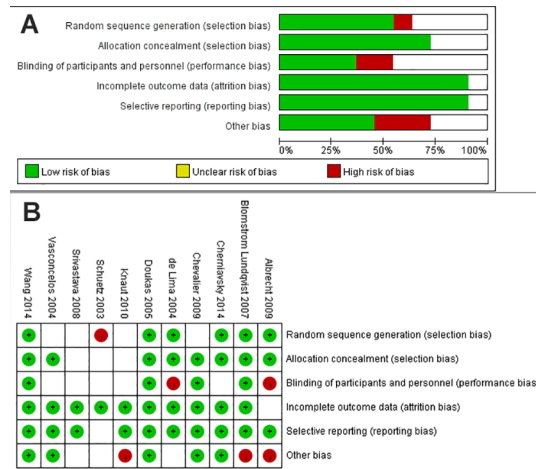 A
Random sequence generation (selection bias)
Allocation concealment (selection bias)
Blinding of participants and personnel (performance bias)
Incomplete outcome data (attrition bias)
Selective reporting (reporting bias)
Other bias
0% 25% 50% 75% 100%
Low risk of bias Unclear risk of bias High risk of bias
B
Wang 2014
Vasconcelos 2004
Srivastava 2008
Schuetz 2003
Knaut 2010
Doukas 2005
de Lima 2004
Chevalier 2009
Cherniavsky 2014
Blomstrom Lundqvist 2007
Albrecht 2009
Random sequence generation (selection bias)
Allocation concealment (selection bias)
Blinding of participants and personnel (performance bias
Incomplete outcome data (attrition bias)
Selective reporting (reporting bias)
Other bias